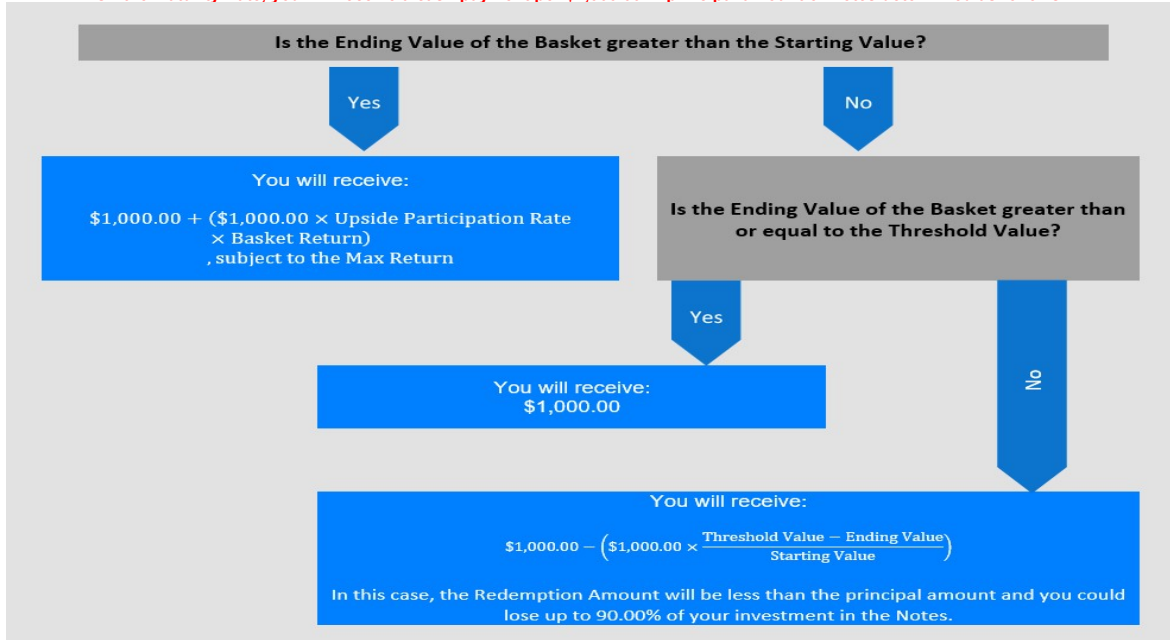 Is the Ending Value of the Basket greater than the Starting Value?
Yes
No
You will receive:
$1,000.00 + ($1,000.00 × Upside Participation Rate
× Basket Return)
, subject to the Max Return
Is the Ending Value of the Basket greater than
or equal to the Threshold Value?
Yes
No
You will receive:
$1,000.00
You will receive:
$1,000.00 − ($1,000.00 × Threshold Value − Ending Value / Starting Value)
In this case, the Redemption Amount will be less than the principal amount and you could
lose up to 90.00% of your investment in the Notes.